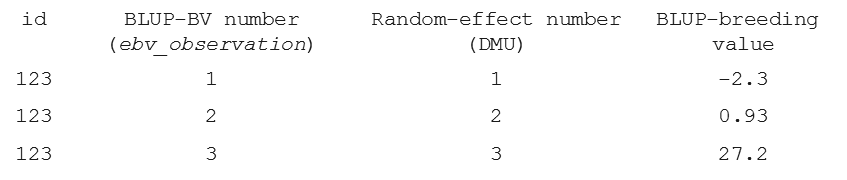 id BLUP-BV number Random-effect number BLUP-breeding
(ebv_observation) (DMU) value
123 1 1 -2.3
123 2 2 0.93
123 3 3 27.2